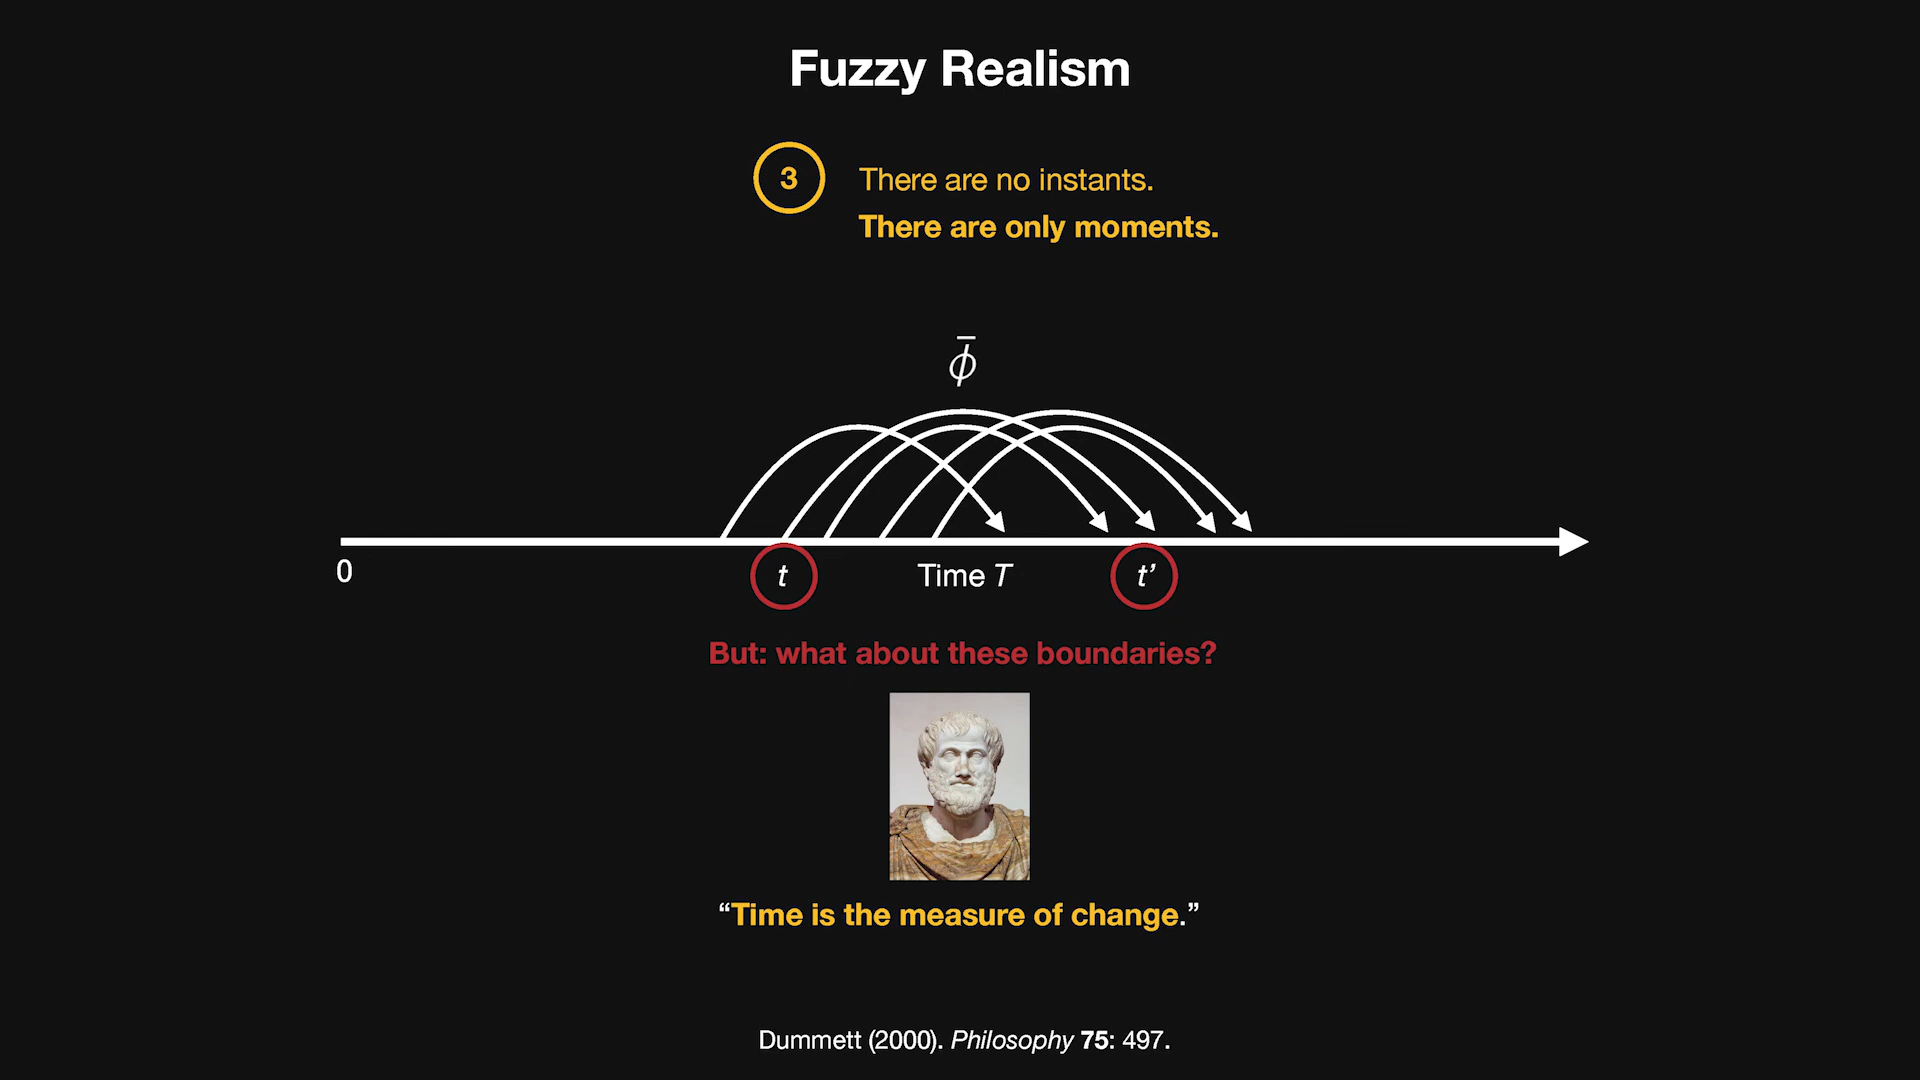 Fuzzy Realism
3
There are no instants.
There are only moments.
ϕ̄
0
t
Time T
t’
But: what about these boundaries?
“Time is the measure of change.”
Dummett (2000). Philosophy 75: 497.